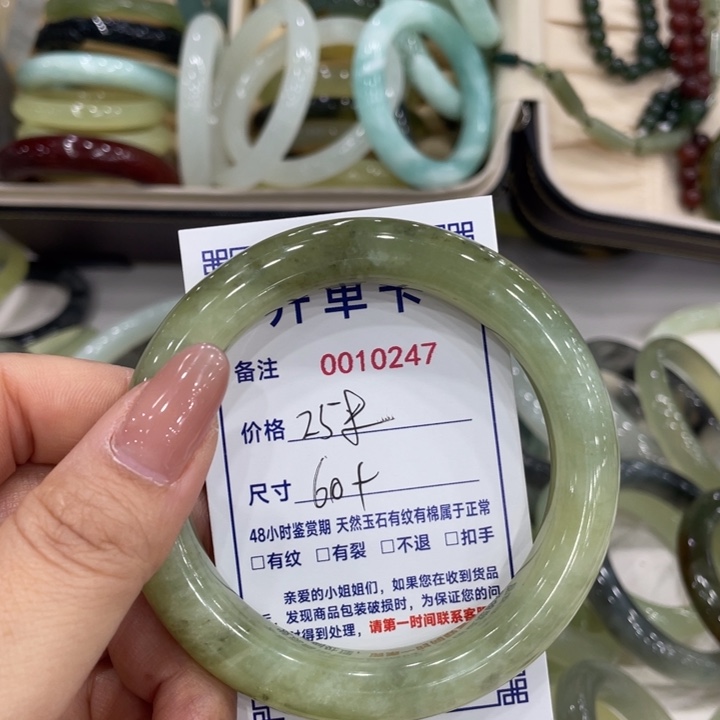 开单卡
备注 0010247
价格 25
尺寸 60+
48小时鉴赏期 天然玉石有纹有棉属于正常
□有纹 □有裂 □不退 □扣手
亲爱的小姐姐们，如果您在收到货品
发现商品包装破损时，为保证您的问
得到处理，请第一时间联系客服